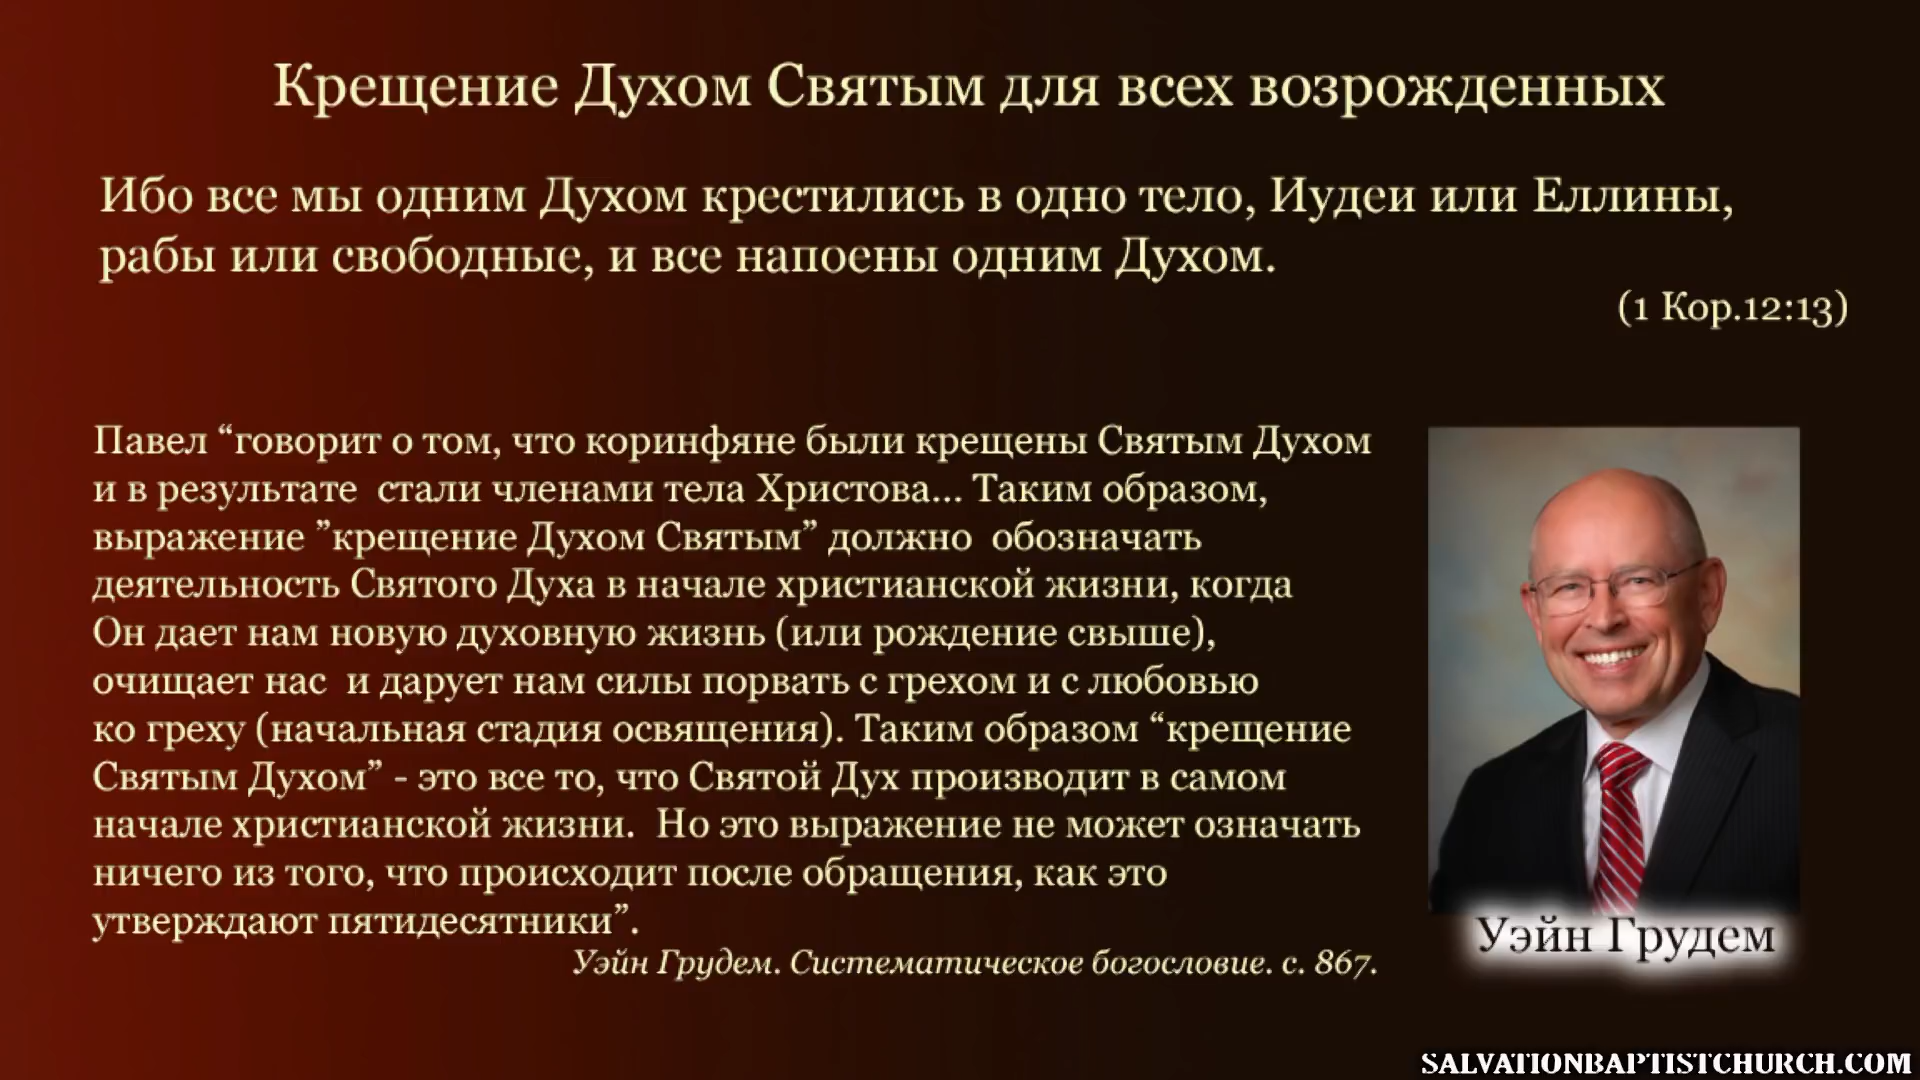 Крещение Духом Святым для всех возрожденных
Ибо все мы одним Духом крестились в одно тело, Иудеи или Еллины,
рабы или свободные, и все напоены одним Духом.
(1 Кор.12:13)
Павел “говорит о том, что коринфяне были крещены Святым Духом
и в результате стали членами тела Христова... Таким образом,
выражение ”крещение Духом Святым” должно обозначать
деятельность Святого Духа в начале христианской жизни, когда
Он дает нам новую духовную жизнь (или рождение свыше),
очищает нас и дарует нам силы порвать с грехом и с любовью
ко греху (начальная стадия освящения). Таким образом “крещение
Святым Духом” - это все то, что Святой Дух производит в самом
начале христианской жизни. Но это выражение не может означать
ничего из того, что происходит после обращения, как это
утверждают пятидесятники”.
Уэйн Грудем. Систематическое богословие. с. 867.
Уэйн Грудем
SALVATIONBAPTISTCHURCH.COM